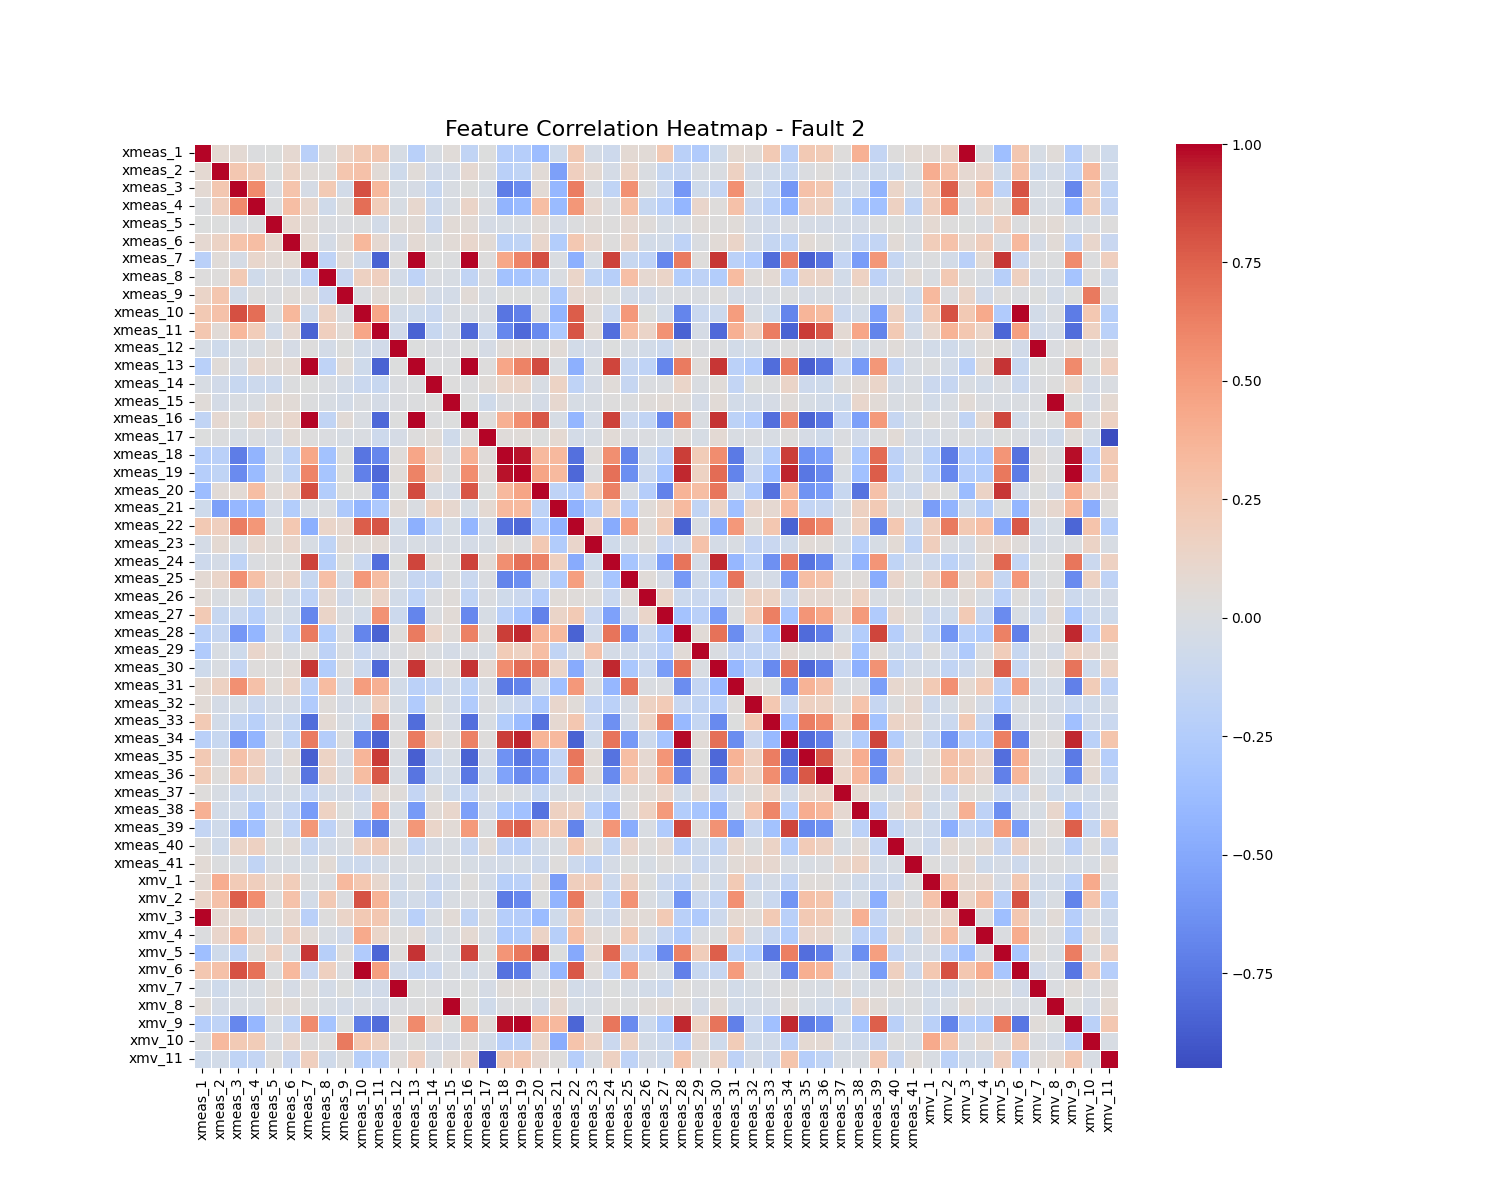 Feature Correlation Heatmap - Fault 2
xmeas_1
xmeas_2
xmeas_3
xmeas_4
xmeas_5
xmeas_6
xmeas_7
xmeas_8
xmeas_9
xmeas_10
xmeas_11
xmeas_12
xmeas_13
xmeas_14
xmeas_15
xmeas_16
xmeas_17
xmeas_18
xmeas_19
xmeas_20
xmeas_21
xmeas_22
xmeas_23
xmeas_24
xmeas_25
xmeas_26
xmeas_27
xmeas_28
xmeas_29
xmeas_30
xmeas_31
xmeas_32
xmeas_33
xmeas_34
xmeas_35
xmeas_36
xmeas_37
xmeas_38
xmeas_39
xmeas_40
xmeas_41
xmv_1
xmv_2
xmv_3
xmv_4
xmv_5
xmv_6
xmv_7
xmv_8
xmv_9
xmv_10
xmv_11
xmeas_1
xmeas_2
xmeas_3
xmeas_4
xmeas_5
xmeas_6
xmeas_7
xmeas_8
xmeas_9
xmeas_10
xmeas_11
xmeas_12
xmeas_13
xmeas_14
xmeas_15
xmeas_16
xmeas_17
xmeas_18
xmeas_19
xmeas_20
xmeas_21
xmeas_22
xmeas_23
xmeas_24
xmeas_25
xmeas_26
xmeas_27
xmeas_28
xmeas_29
xmeas_30
xmeas_31
xmeas_32
xmeas_33
xmeas_34
xmeas_35
xmeas_36
xmeas_37
xmeas_38
xmeas_39
xmeas_40
xmeas_41
xmv_1
xmv_2
xmv_3
xmv_4
xmv_5
xmv_6
xmv_7
xmv_8
xmv_9
xmv_10
xmv_11
1.00
0.75
0.50
0.25
0.00
−0.25
−0.50
−0.75